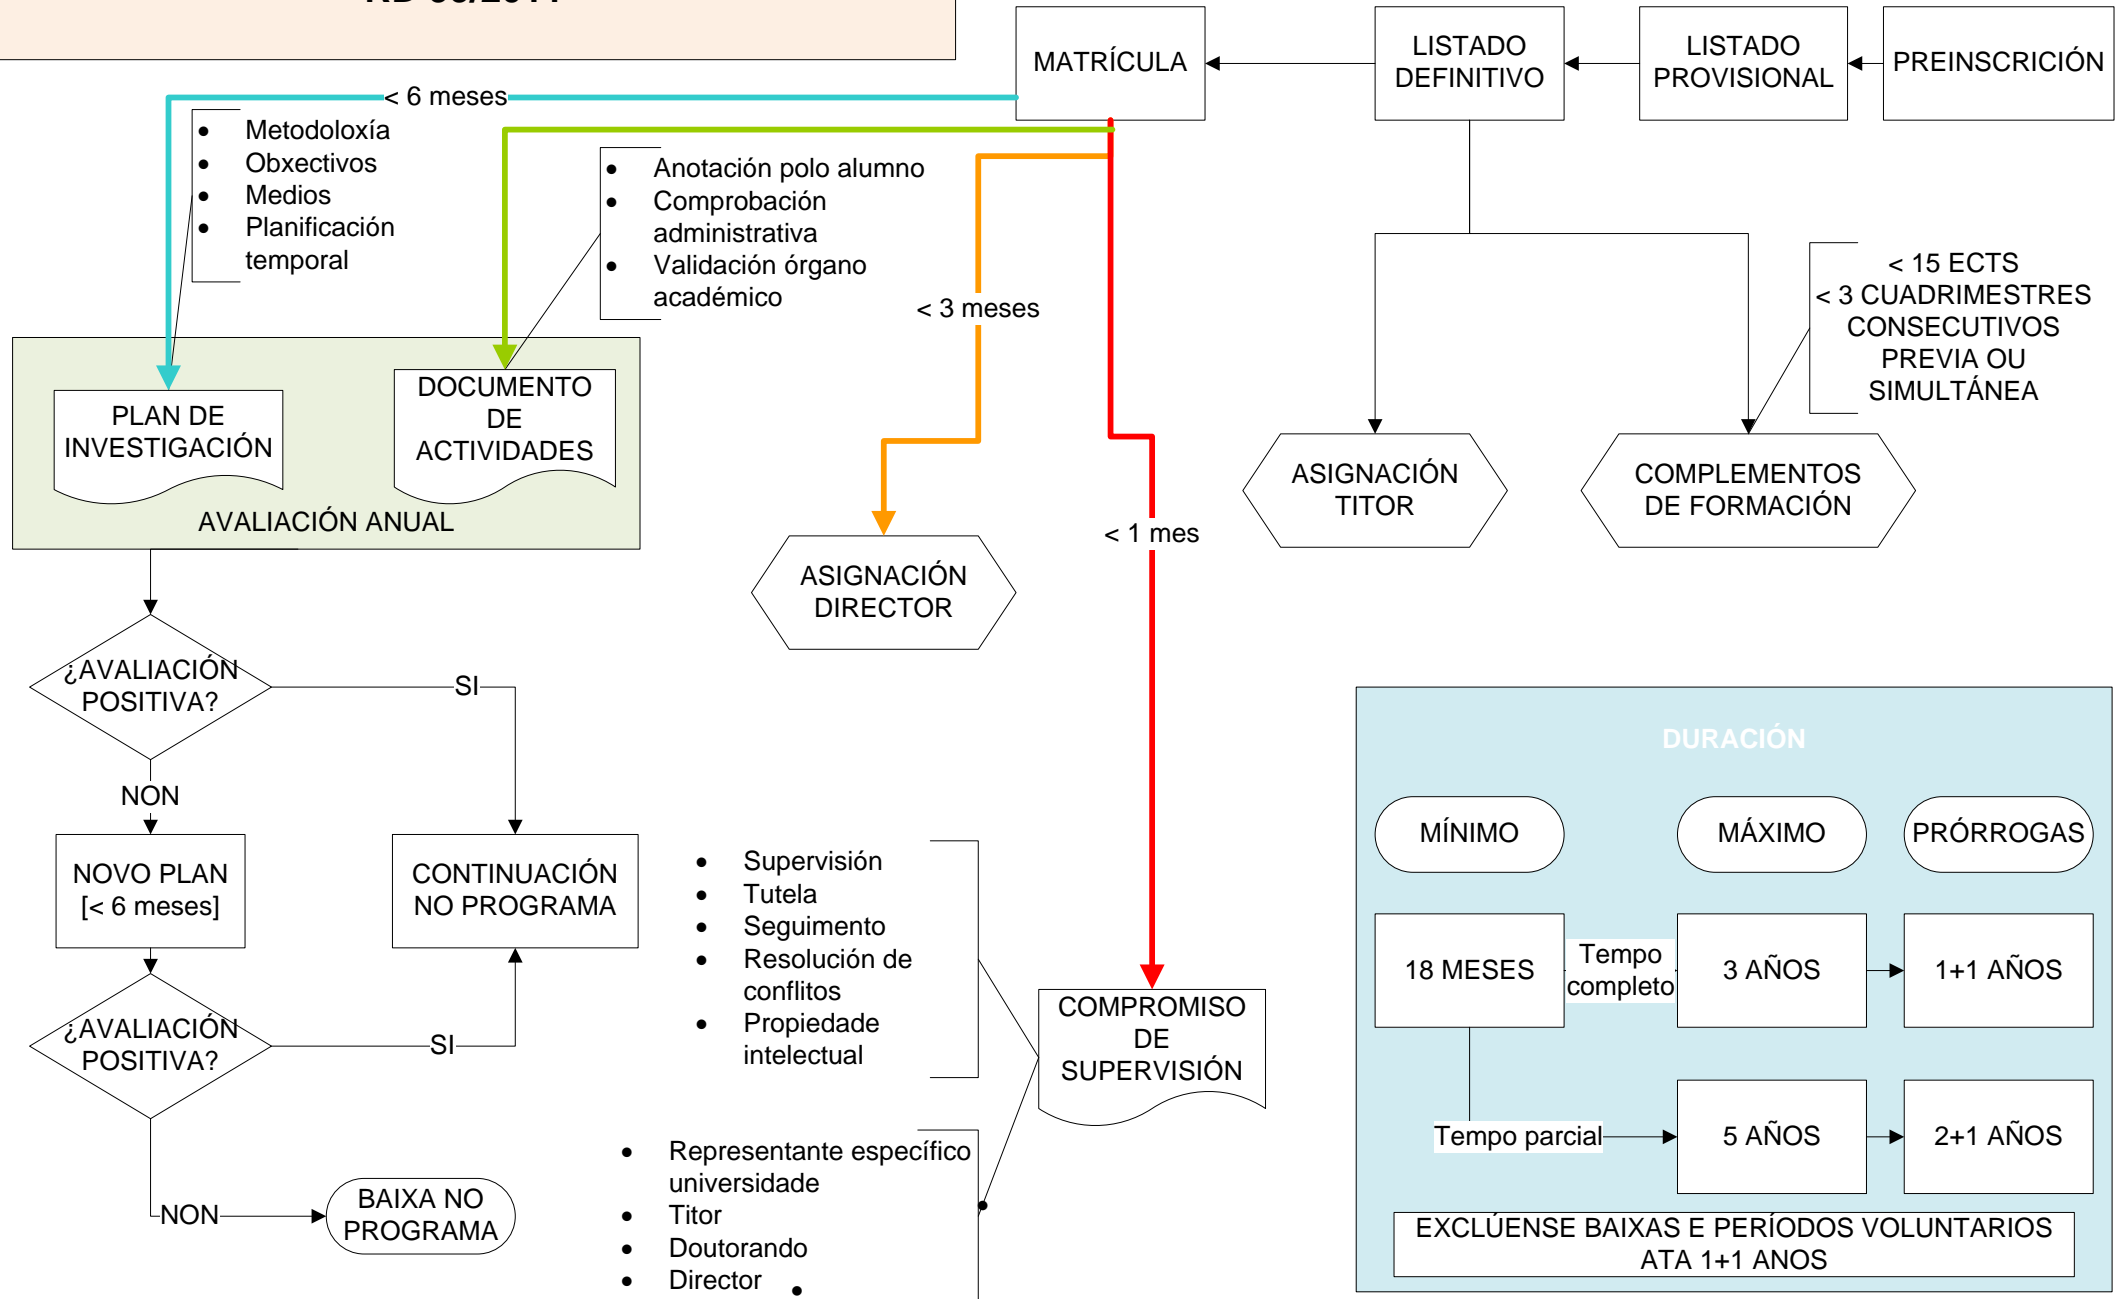 MATRÍCULA
LISTADO
DEFINITIVO
LISTADO
PROVISIONAL
PREINSCRICIÓN
< 6 meses
• Metodoloxía
• Obxectivos
• Medios
• Planificación
temporal
• Anotación polo alumno
• Comprobación
administrativa
• Validación órgano
académico
< 3 meses
< 15 ECTS
< 3 CUADRIMESTRES
CONSECUTIVOS
PREVIA OU
SIMULTÁNEA
PLAN DE
INVESTIGACIÓN
DOCUMENTO
DE
ACTIVIDADES
AVALIACIÓN ANUAL
ASIGNACIÓN
TITOR
COMPLEMENTOS
DE FORMACIÓN
< 1 mes
ASIGNACIÓN
DIRECTOR
¿AVALIACIÓN
POSITIVA?
SI
NON
NOVO PLAN
[< 6 meses]
CONTINUACIÓN
NO PROGRAMA
¿AVALIACIÓN
POSITIVA?
SI
NON
BAIXA NO
PROGRAMA
• Supervisión
• Tutela
• Seguimento
• Resolución de
conflitos
• Propiedade
intelectual
COMPROMISO
DE
SUPERVISIÓN
• Representante específico
universidade
• Titor
• Doutorando
• Director
DURACIÓN
MÍNIMO
MÁXIMO
PRÓRROGAS
18 MESES
Tempo
completo
3 AÑOS
1+1 AÑOS
Tempo parcial
5 AÑOS
2+1 AÑOS
EXCLÚENSE BAIXAS E PERÍODOS VOLUNTARIOS
ATA 1+1 ANOS